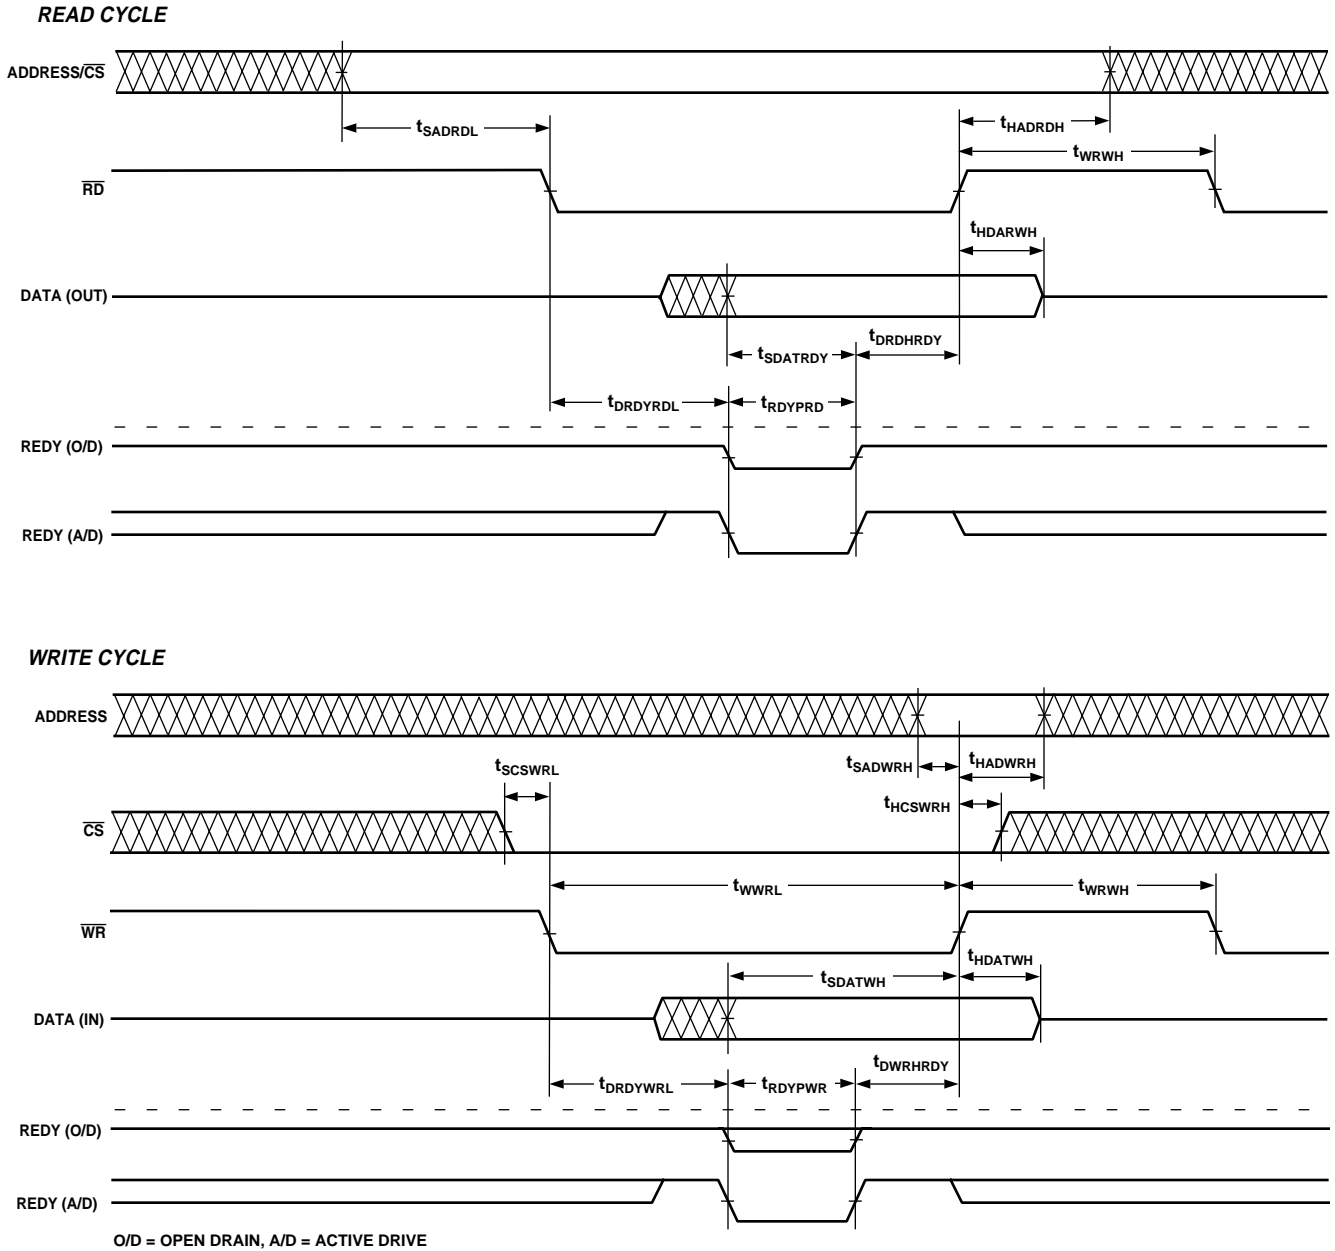 READ CYCLE
ADDRESS/CS
tSADRDL
tHADRDH
tWRWH
RD
tHDARWH
DATA (OUT)
tDRDHRDY
tSDATRDY
tDRDYRDL
tRDYPRD
REDY (O/D)
REDY (A/D)
WRITE CYCLE
ADDRESS
tSADWRH
tHADWRH
tSCSWRL
tHCSWRH
CS
tWWRL
tWRWH
WR
tHDATWH
tSDATWH
DATA (IN)
tDWRHRDY
tDRDYWRL
tRDYPWR
REDY (O/D)
REDY (A/D)
O/D = OPEN DRAIN, A/D = ACTIVE DRIVE